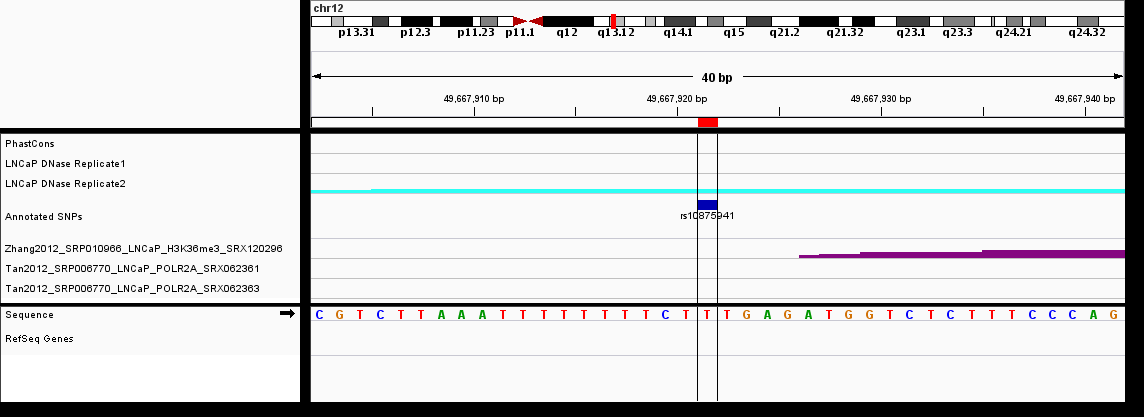 chr12
p13.31 p12.3 p11.23 p11.1 q12 q13.12 q14.1 q15 q21.2 q21.32 q23.1 q23.3 q24.21 q24.32
40 bp
49,667,910 bp 49,667,920 bp 49,667,930 bp 49,667,940 bp
PhastCons
LNCaP DNase Replicate1
LNCaP DNase Replicate2
Annotated SNPs
rs10875941
Zhang2012_SRP010966_LNCaP_H3K36me3_SRX120296
Tan2012_SRP006770_LNCaP_POLR2A_SRX062361
Tan2012_SRP006770_LNCaP_POLR2A_SRX062363
Sequence C G T C T T A A A T T T T T T T T C T T T G A G A T G G T C T C T T T C C C A G
RefSeq Genes